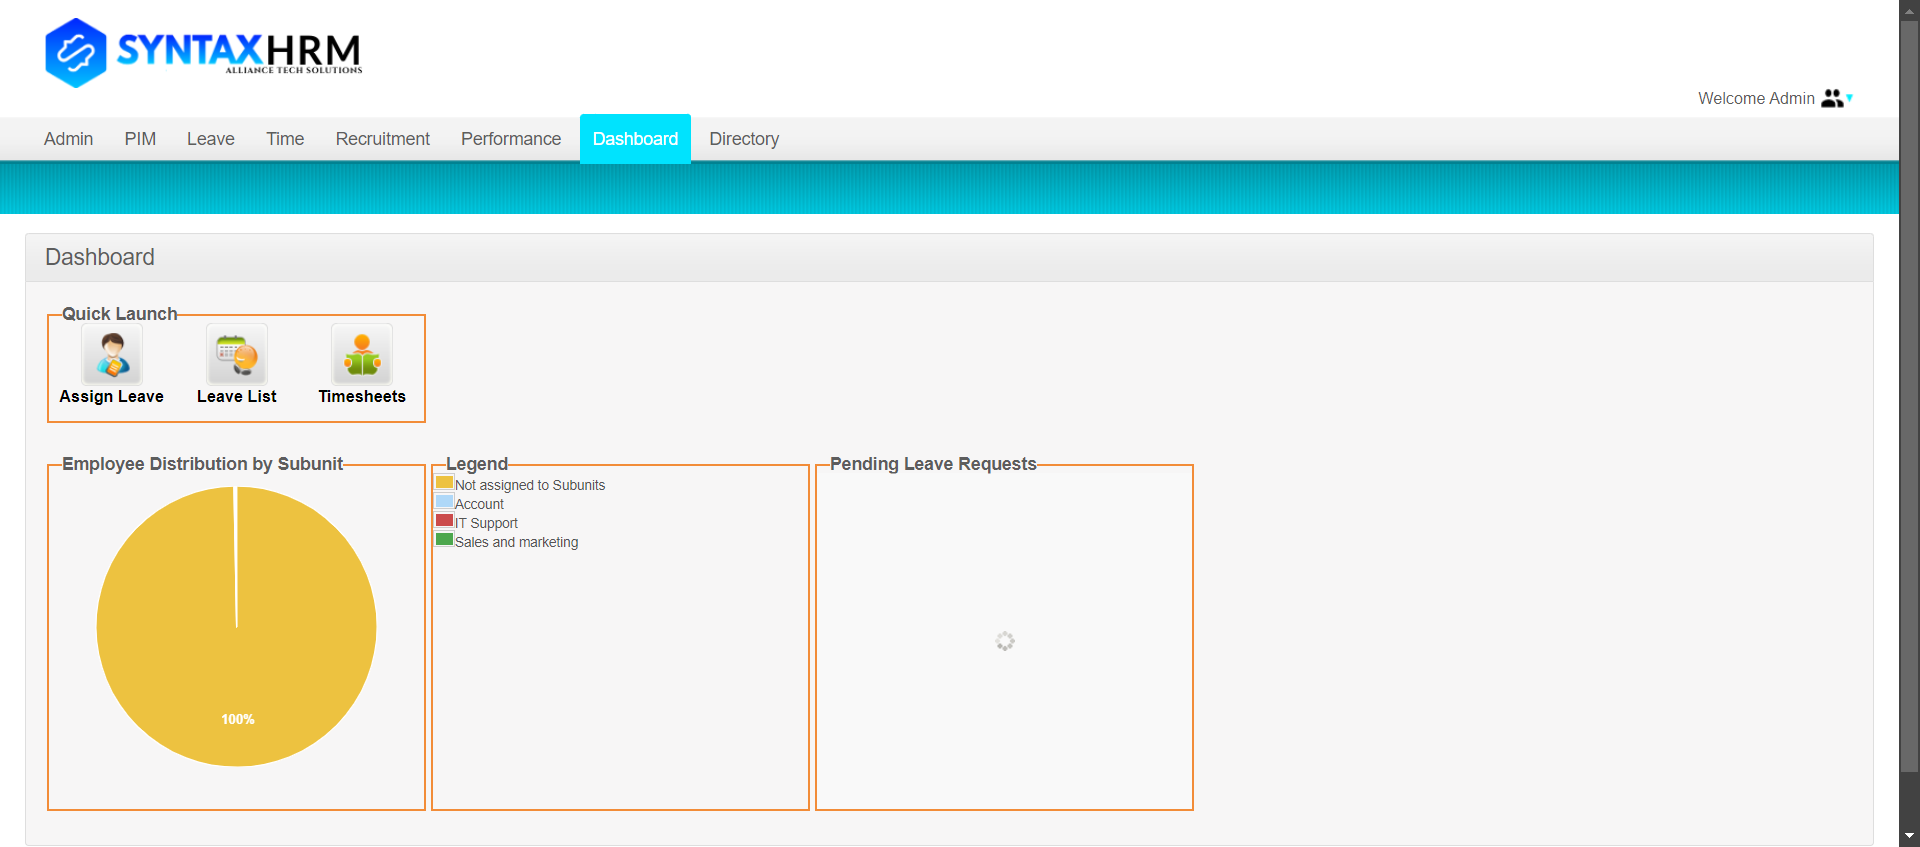 SYNTAXHRM
ALLIANCE TECH SOLUTIONS
Welcome Admin
Admin PIM Leave Time Recruitment Performance Dashboard Directory
Dashboard
Quick Launch
Assign Leave Leave List Timesheets
Employee Distribution by Subunit
100%
Legend
Not assigned to Subunits
Account
IT Support
Sales and marketing
Pending Leave Requests